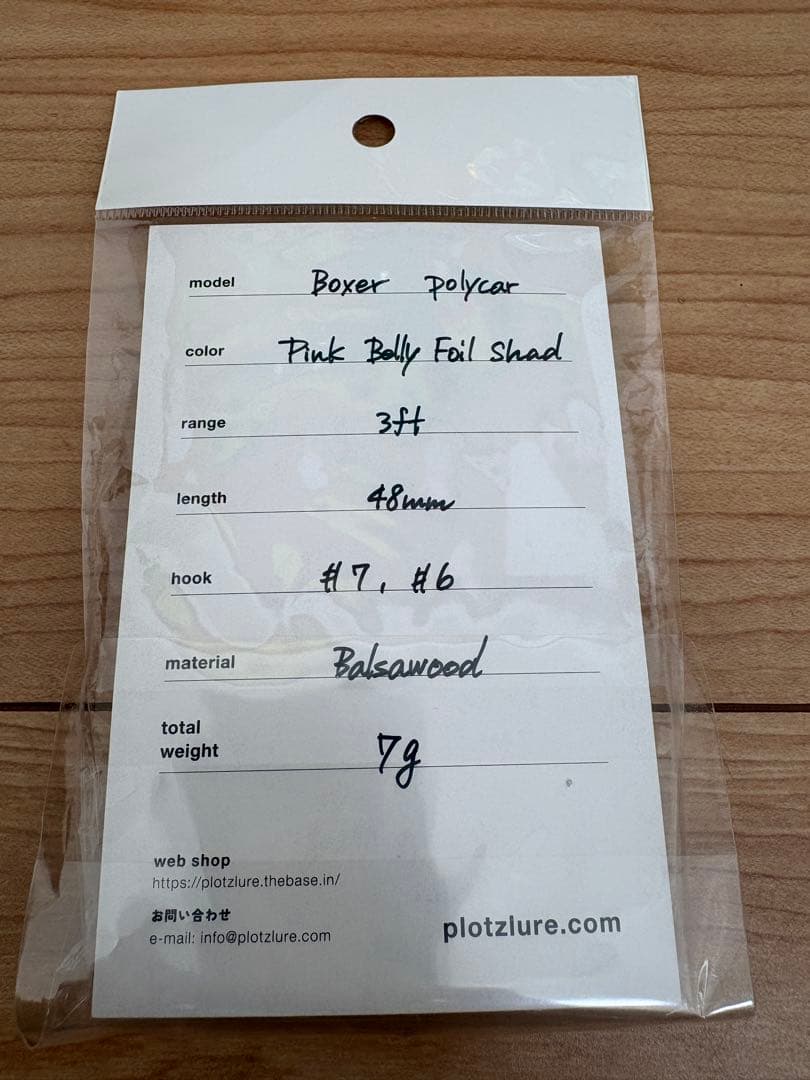 model Boxer polycar
color Pink Belly Foil Shad
range 3ft
length 48mm
hook #7, #6
material Balsawood
total
weight 7g
web shop
https://plotzlure.thebase.in/
お問い合わせ
e-mail: info@plotzlure.com
plotzlure.com